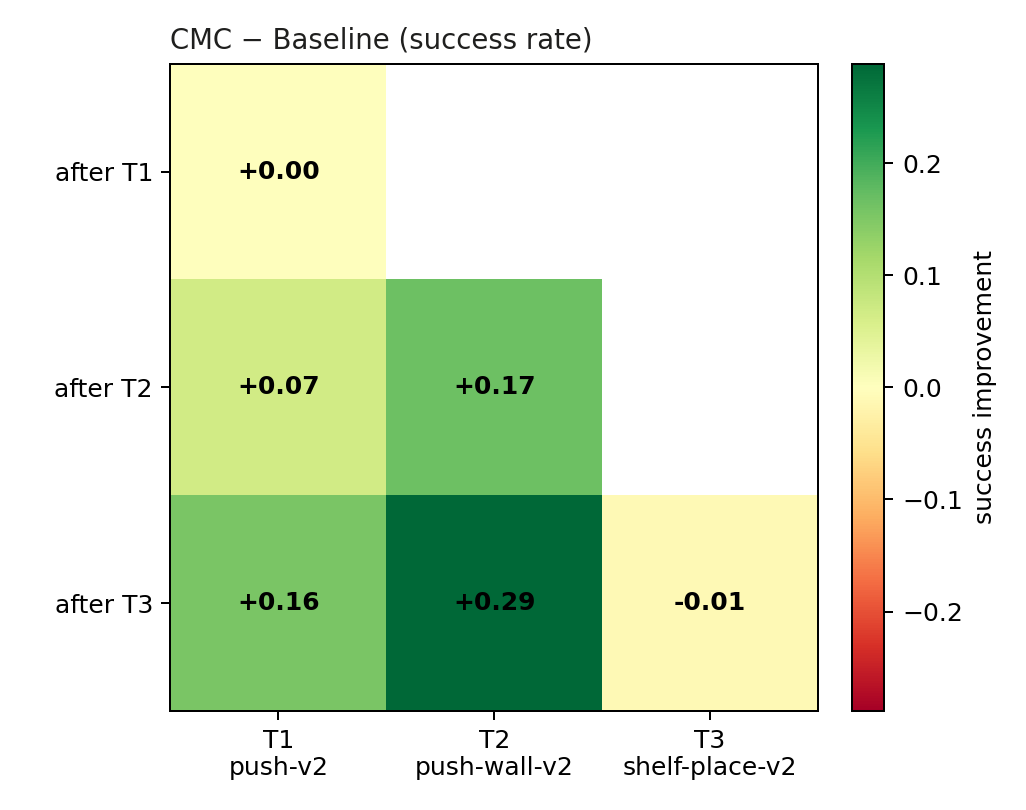 CMC − Baseline (success rate)
after T1
+0.00
after T2
+0.07
+0.17
after T3
+0.16
+0.29
-0.01
T1
push-v2
T2
push-wall-v2
T3
shelf-place-v2
0.2
0.1
0.0
−0.1
−0.2
success improvement